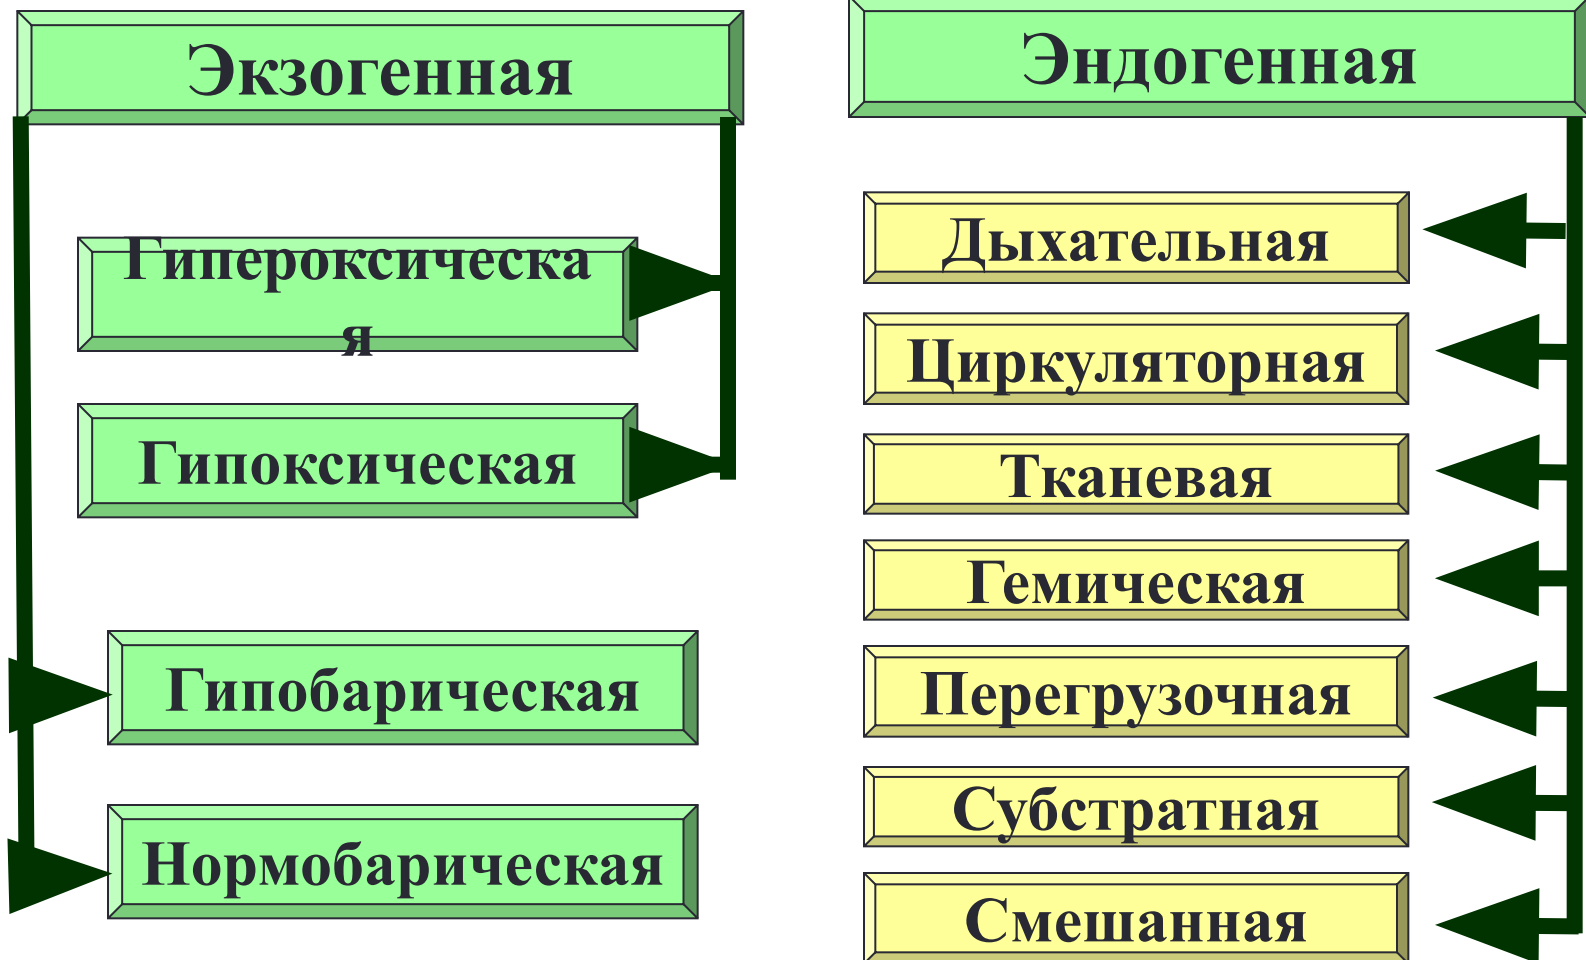 Экзогенная
Гипероксическа
я
Гипоксическая
Гипобарическая
Нормобарическая
Эндогенная
Дыхательная
Циркуляторная
Тканевая
Гемическая
Перегрузочная
Субстратная
Смешанная